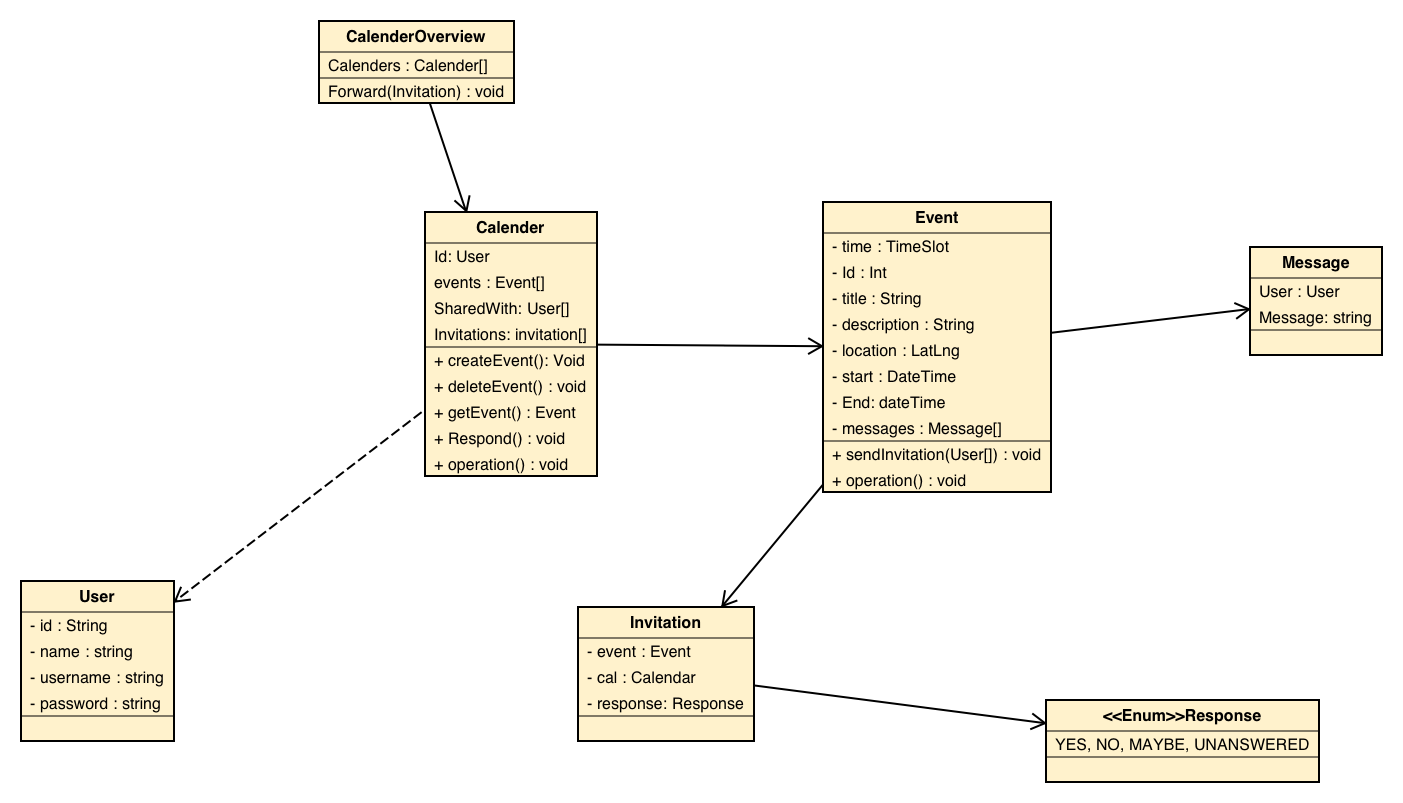 CalenderOverview
Calenders : Calender[]
Forward(Invitation) : void
Calender
Id: User
events : Event[]
SharedWith: User[]
Invitations: invitation[]
+ createEvent(): Void
+ deleteEvent() : void
+ getEvent() : Event
+ Respond() : void
+ operation() : void
Event
- time : TimeSlot
- Id : Int
- title : String
- description : String
- location : LatLng
- start : DateTime
- End: dateTime
- messages : Message[]
+ sendInvitation(User[]) : void
+ operation() : void
Message
User : User
Message: string
User
- id : String
- name : string
- username : string
- password : string
Invitation
- event : Event
- cal : Calendar
- response: Response
<<Enum>>Response
YES, NO, MAYBE, UNANSWERED